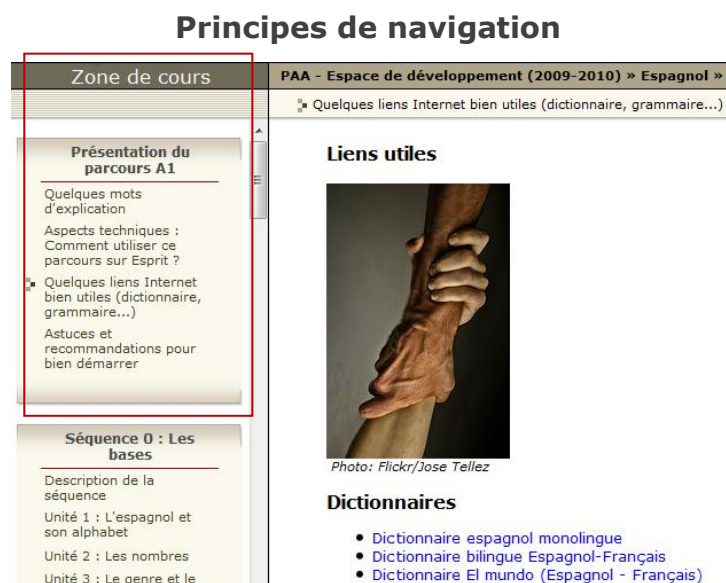 Principes de navigation
Zone de cours
PAA - Espace de développement (2009-2010) » Espagnol »
Quelques liens Internet bien utiles (dictionnaire, grammaire...)
Présentation du
parcours A1
Quelques mots
d'explication
Aspects techniques :
Comment utiliser ce
parcours sur Esprit ?
Quelques liens Internet
bien utiles (dictionnaire,
grammaire...)
Astuces et
recommandations pour
bien démarrer
Séquence 0 : Les
bases
Description de la
séquence
Unité 1 : L'espagnol et
son alphabet
Unité 2 : Les nombres
Unité 3 : Le genre et le
Liens utiles
Photo: Flickr/Jose Tellez
Dictionnaires
Dictionnaire espagnol monolingue
Dictionnaire bilingue Espagnol-Français
Dictionnaire El mundo (Espagnol - Français)